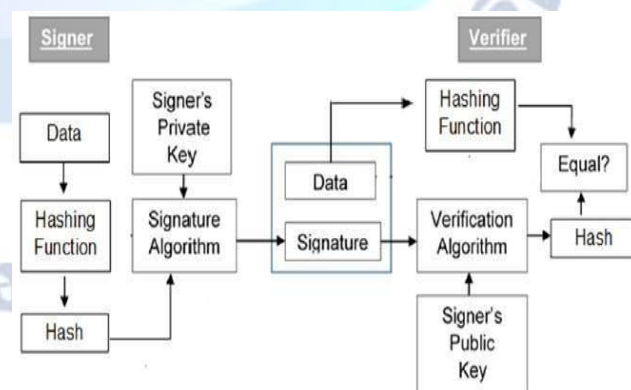 Signer
Verifier
Data
Hashing
Function
Hash
Signer's
Private
Key
Signature
Algorithm
Data
Signature
Hashing
Function
Verification
Algorithm
Signer's
Public
Key
Equal?
Hash